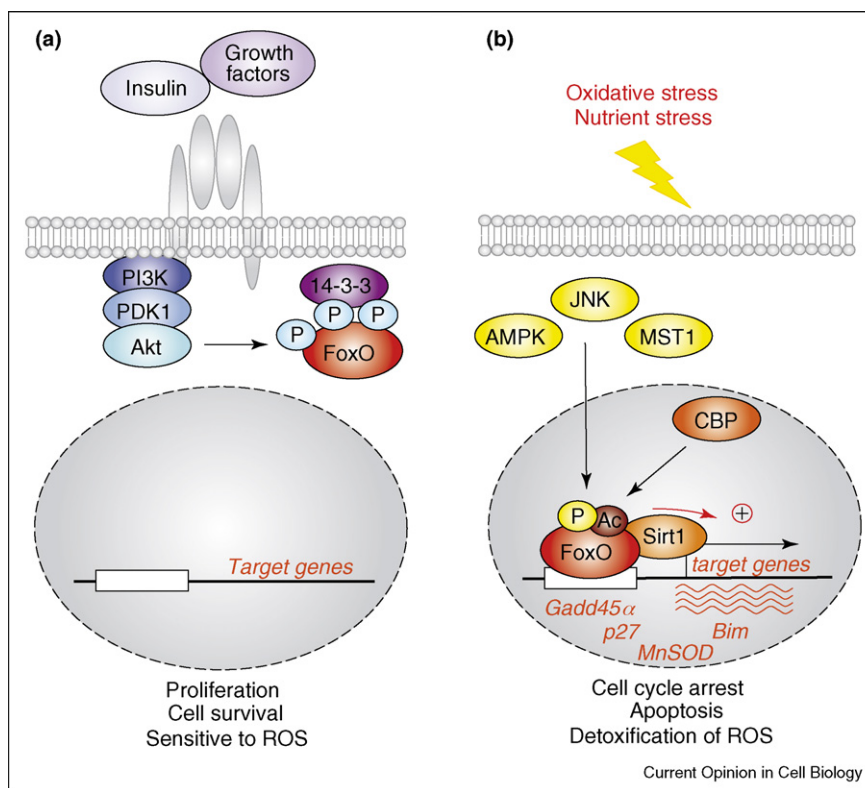 (a)
Growth
factors
Insulin
PI3K
PDK1
Akt
14-3-3
P
P
P
FoxO
Target genes
Proliferation
Cell survival
Sensitive to ROS
(b)
Oxidative stress
Nutrient stress
JNK
AMPK
MST1
CBP
P
Ac
+
FoxO
Sirt1
target genes
Gadd45α
p27
Bim
MnSOD
Cell cycle arrest
Apoptosis
Detoxification of ROS
Current Opinion in Cell Biology